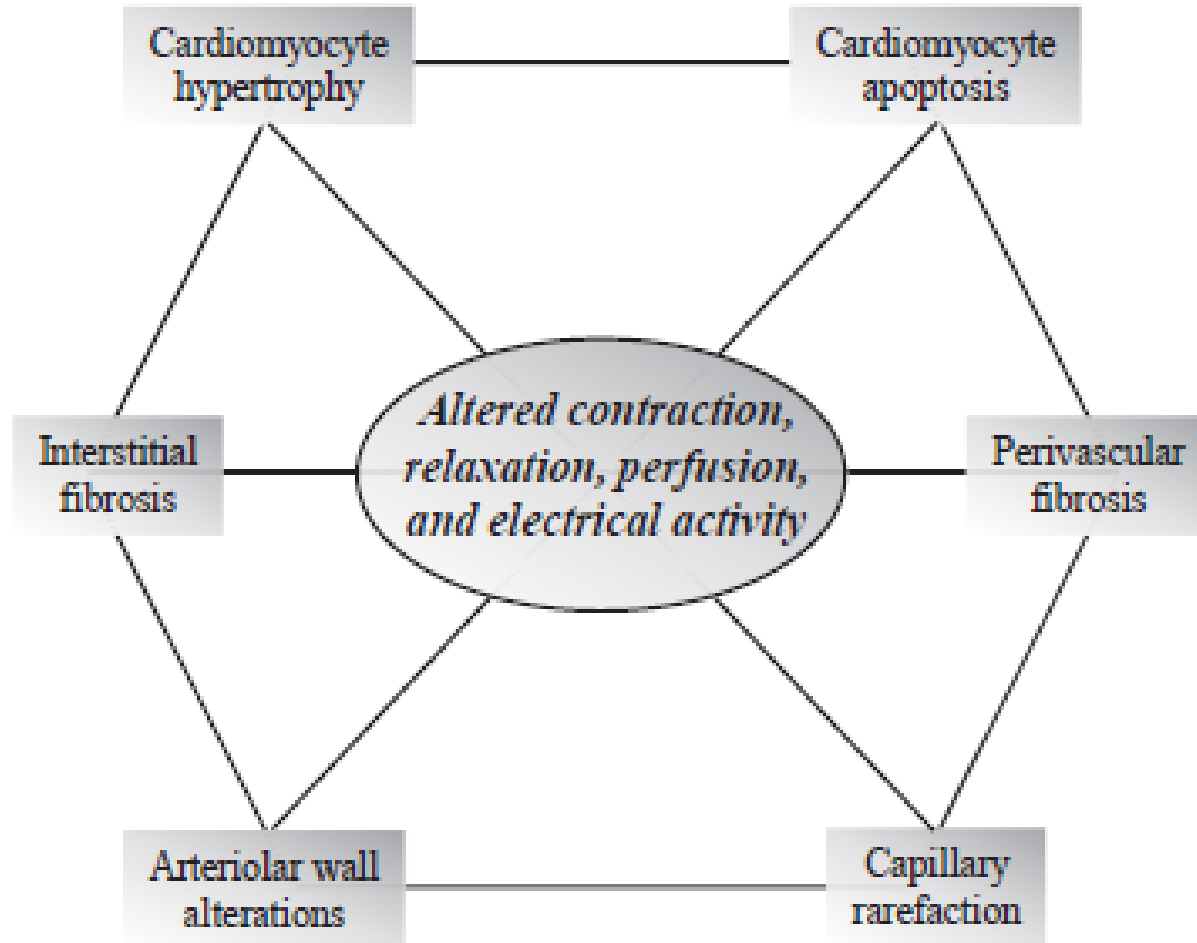 Cardiomyocyte
hypertrophy
Cardiomyocyte
apoptosis
Interstitial
fibrosis
Altered contraction,
relaxation, perfusion,
and electrical activity
Perivascular
fibrosis
Arteriolar wall
alterations
Capillary
rarefaction